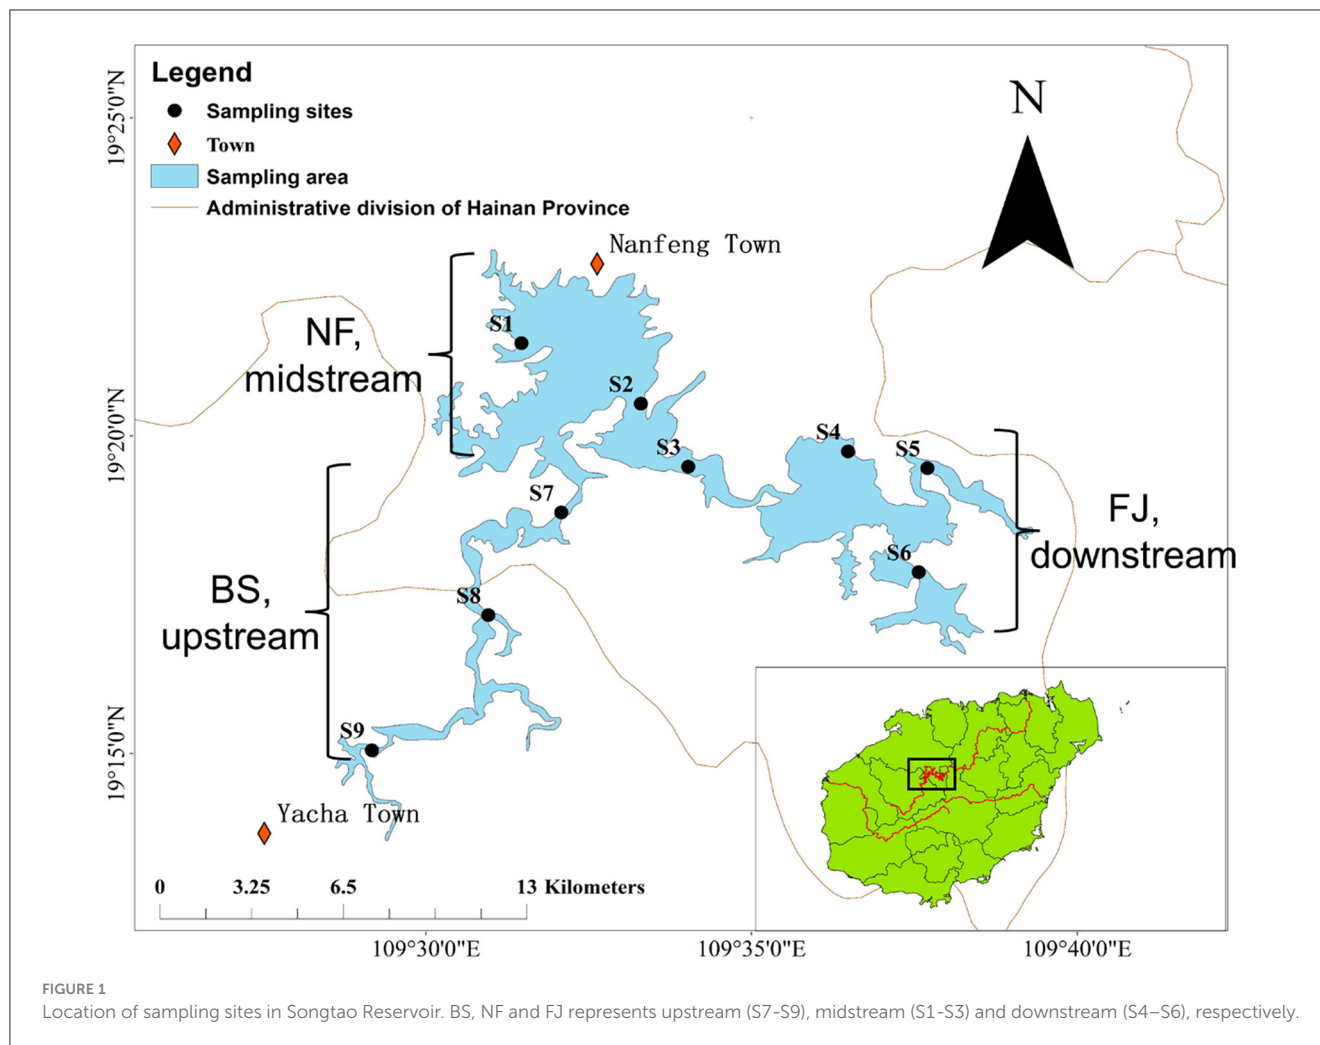 Legend
Sampling sites
Town
Sampling area
Administrative division of Hainan Province
N
Nanfeng Town
NF,
midstream
S1
S2
S3
S4
S5
S6
S7
S8
S9
FJ,
downstream
BS,
upstream
Yacha Town
0 3.25 6.5 13 Kilometers
19°25'0"N
19°20'0"N
19°15'0"N
109°30'0"E 109°35'0"E 109°40'0"E
FIGURE 1
Location of sampling sites in Songtao Reservoir. BS, NF and FJ represents upstream (S7-S9), midstream (S1-S3) and downstream (S4–S6), respectively.